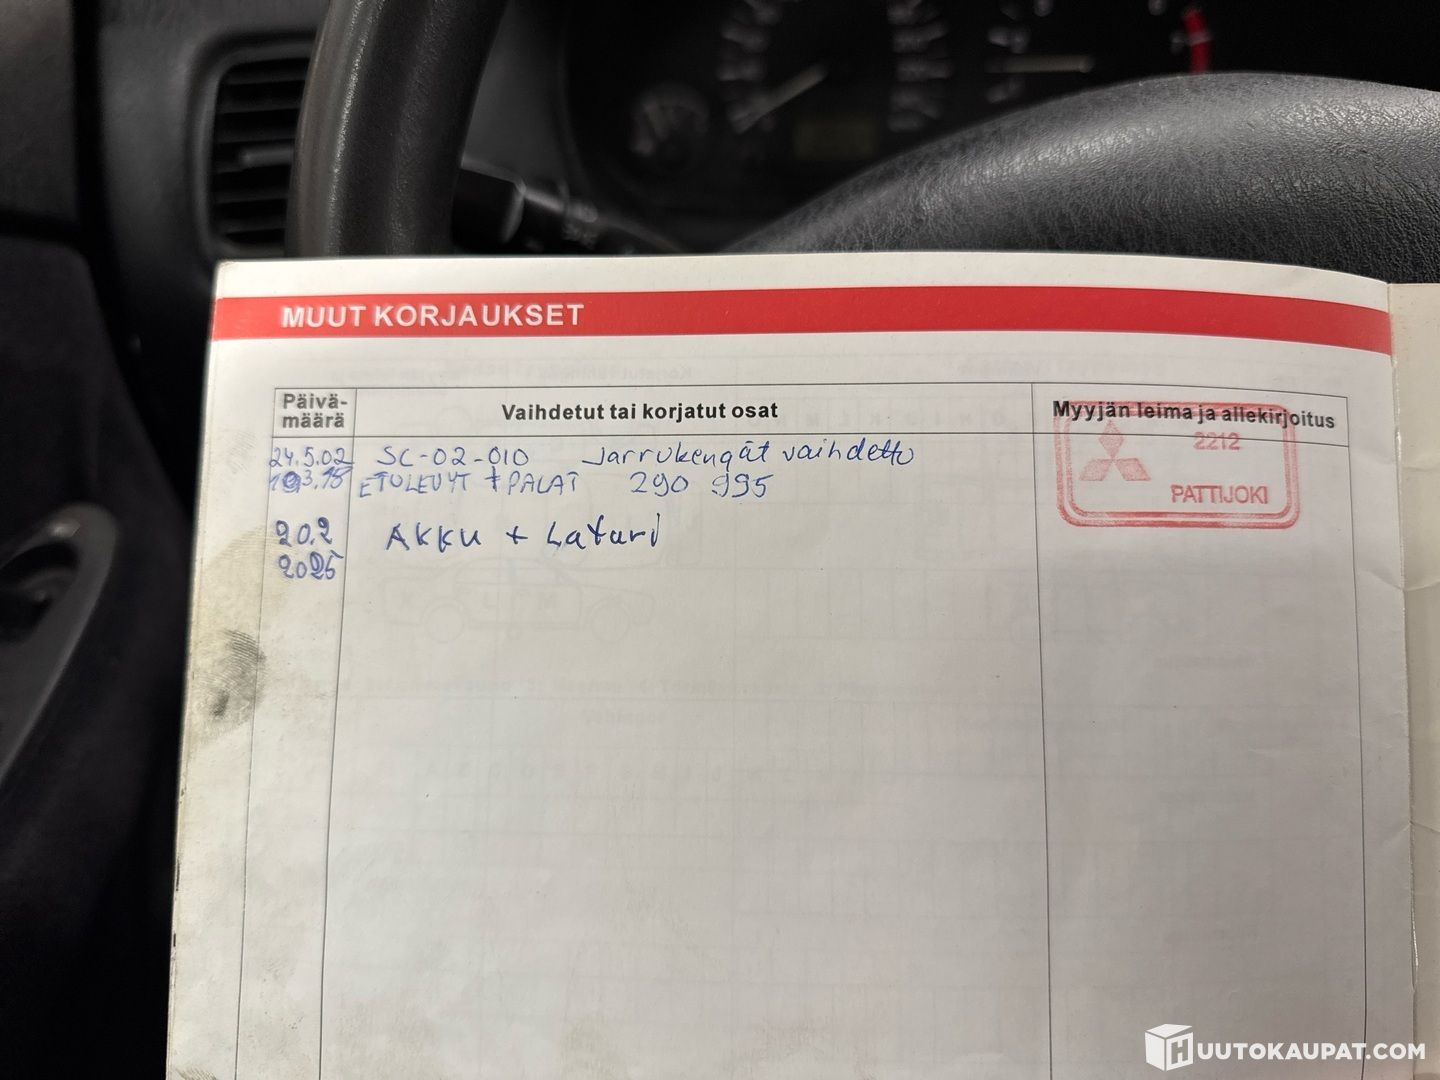 MUUT KORJAUKSET
Päivä-
määrä
Vaihdetut tai korjatut osat
Myyjän leima ja allekirjoitus
24.5.02 SC-02-010 Jarrukengät vaihdettu
2212
ETULEVYT + PALAT 290 995
PATTIJOKI
20.2 AKKU + Laturi
2025
HUUTOKAUPAT.COM